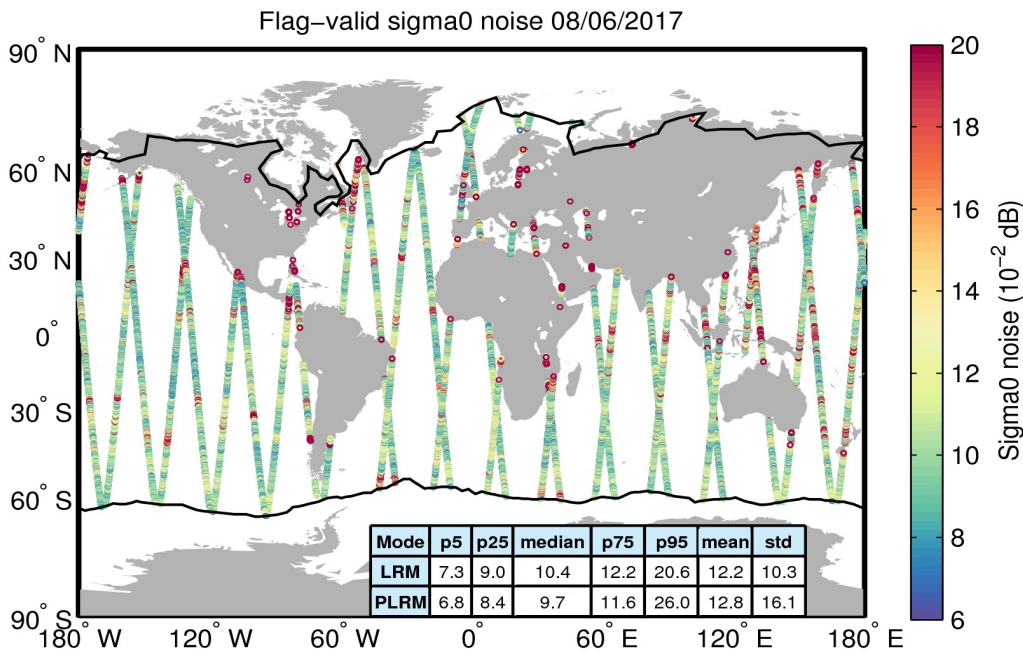 Flag−valid sigma0 noise 08/06/2017
90° N
60° N
30° N
0°
30° S
60° S
90° S
180° W 120° W 60° W 0° 60° E 120° E 180° E
Mode p5 p25 median p75 p95 mean std
LRM 7.3 9.0 10.4 12.2 20.6 12.2 10.3
PLRM 6.8 8.4 9.7 11.6 26.0 12.8 16.1
20
18
16
14
12
10
8
6
Sigma0 noise (10⁻² dB)